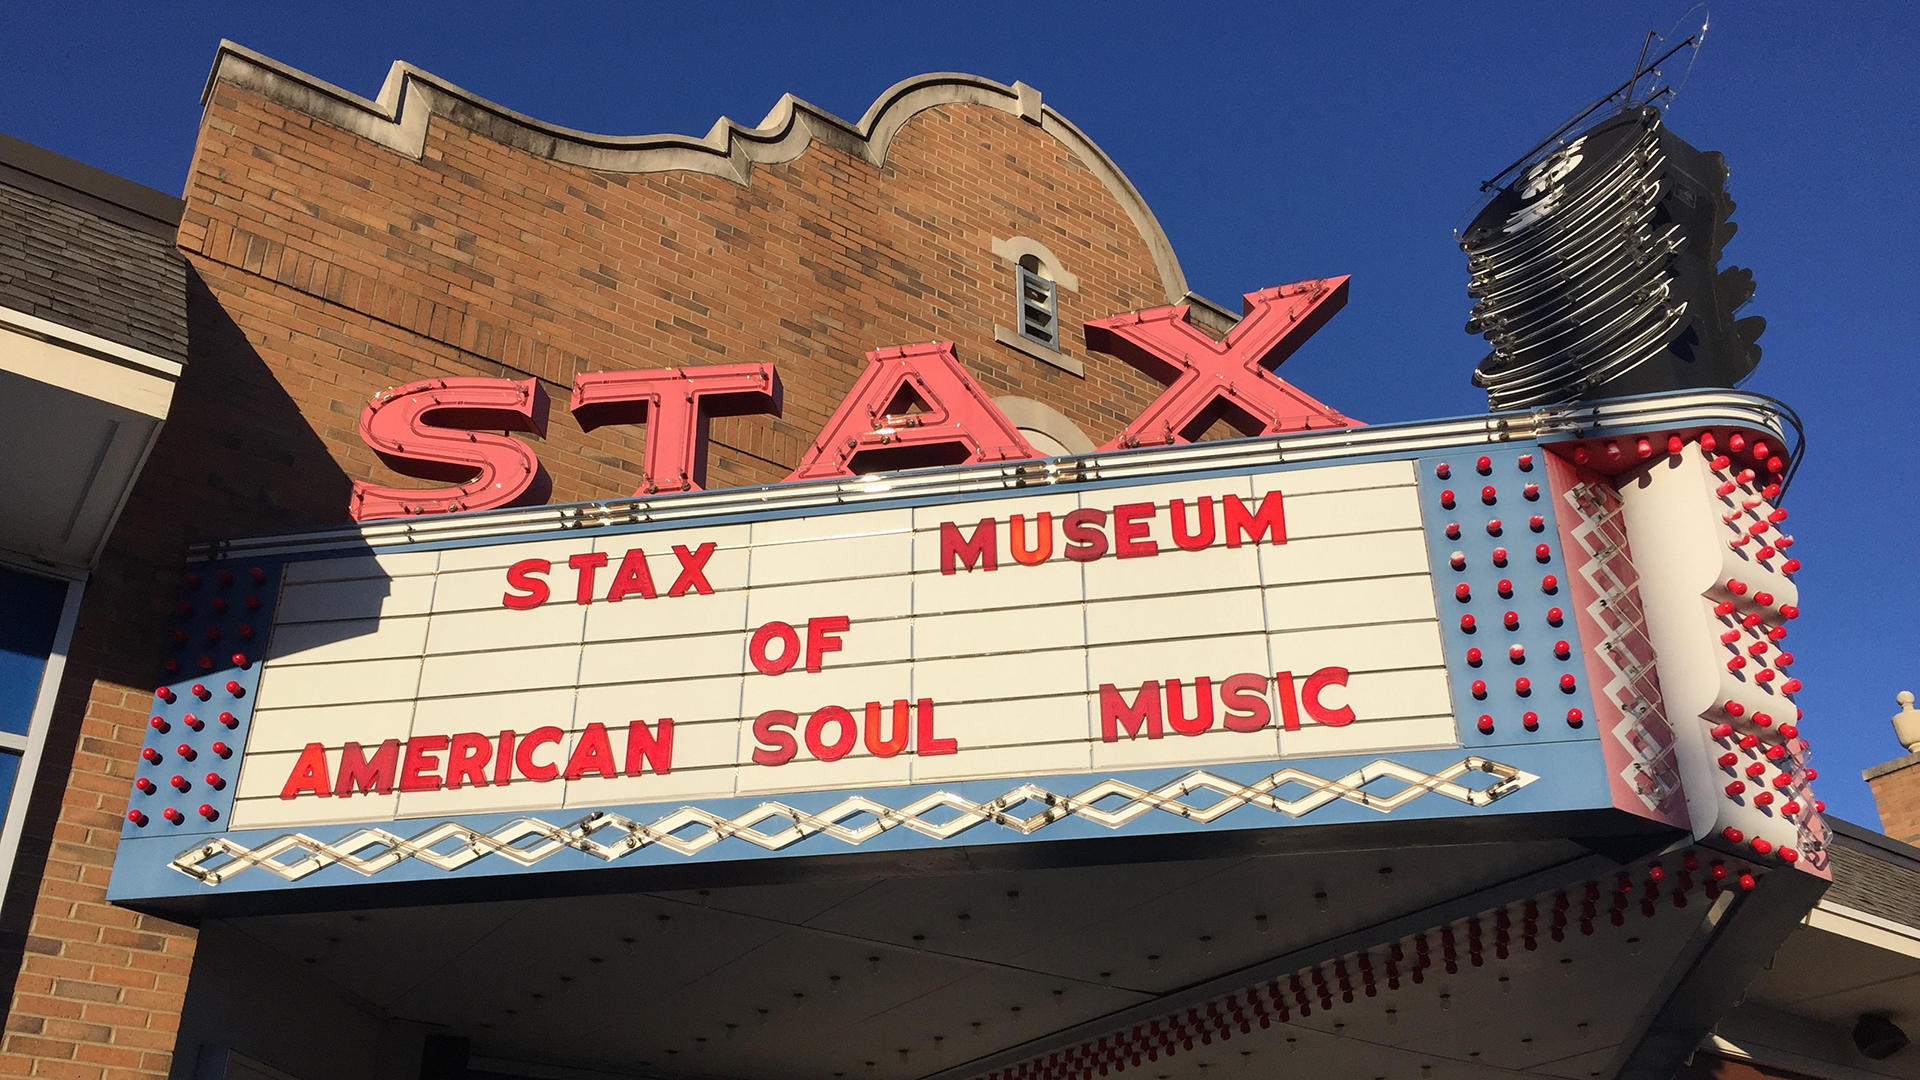 STAX
STAX MUSEUM
OF
AMERICAN SOUL MUSIC